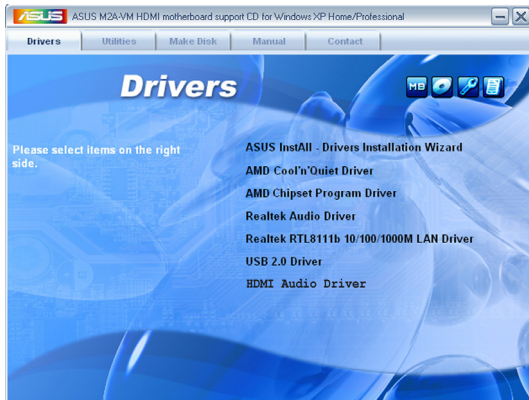 ASUS ASUS M2A-VM HDMI motherboard support CD for Windows XP Home/Professional
Drivers Utilities Make Disk Manual Contact
Drivers
MB
Please select items on the right
side.
ASUS InstAll - Drivers Installation Wizard
AMD Cool'n'Quiet Driver
AMD Chipset Program Driver
Realtek Audio Driver
Realtek RTL8111b 10/100/1000M LAN Driver
USB 2.0 Driver
HDMI Audio Driver